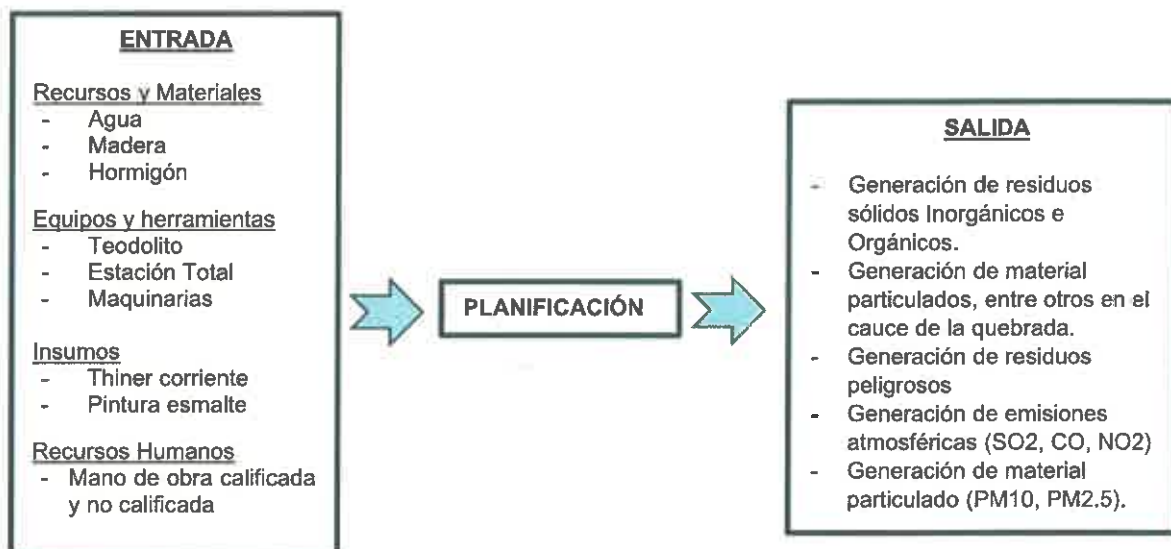 ENTRADA
Recursos y Materiales
- Agua
- Madera
- Hormigón
Equipos y herramientas
- Teodolito
- Estación Total
- Maquinarias
Insumos
- Thiner corriente
- Pintura esmalte
Recursos Humanos
- Mano de obra calificada
y no calificada
PLANIFICACIÓN
SALIDA
- Generación de residuos
sólidos Inorgánicos e
Orgánicos.
- Generación de material
particulados, entre otros en el
cauce de la quebrada.
- Generación de residuos
peligrosos
- Generación de emisiones
atmosféricas (SO2, CO, NO2)
- Generación de material
particulado (PM10, PM2.5).